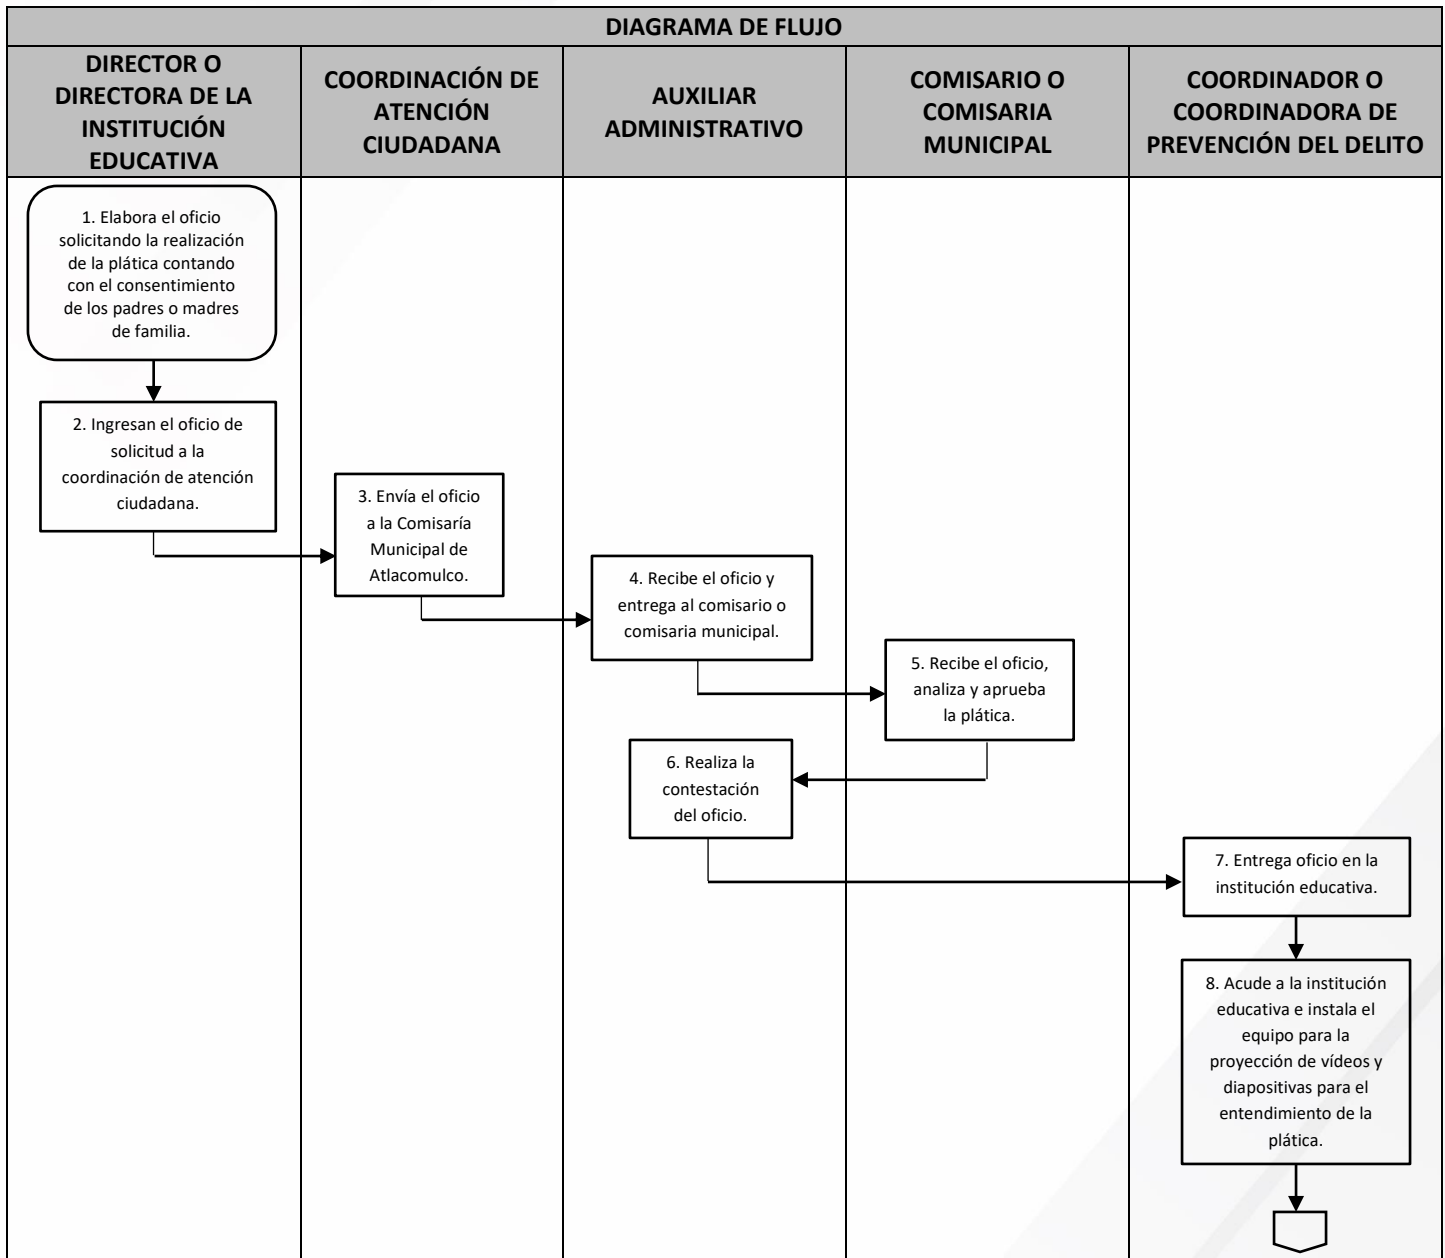 DIAGRAMA DE FLUJO
DIRECTOR O
DIRECTORA DE LA
INSTITUCIÓN
EDUCATIVA
COORDINACIÓN DE
ATENCIÓN
CIUDADANA
AUXILIAR
ADMINISTRATIVO
COMISARIO O
COMISARIA
MUNICIPAL
COORDINADOR O
COORDINADORA DE
PREVENCIÓN DEL DELITO
1. Elabora el oficio
solicitando la realización
de la plática contando
con el consentimiento
de los padres o madres
de familia.
2. Ingresan el oficio de
solicitud a la
coordinación de atención
ciudadana.
3. Envía el oficio
a la Comisaría
Municipal de
Atlacomulco.
4. Recibe el oficio y
entrega al comisario o
comisaria municipal.
5. Recibe el oficio,
analiza y aprueba
la plática.
6. Realiza la
contestación
del oficio.
7. Entrega oficio en la
institución educativa.
8. Acude a la institución
educativa e instala el
equipo para la
proyección de vídeos y
diapositivas para el
entendimiento de la
plática.